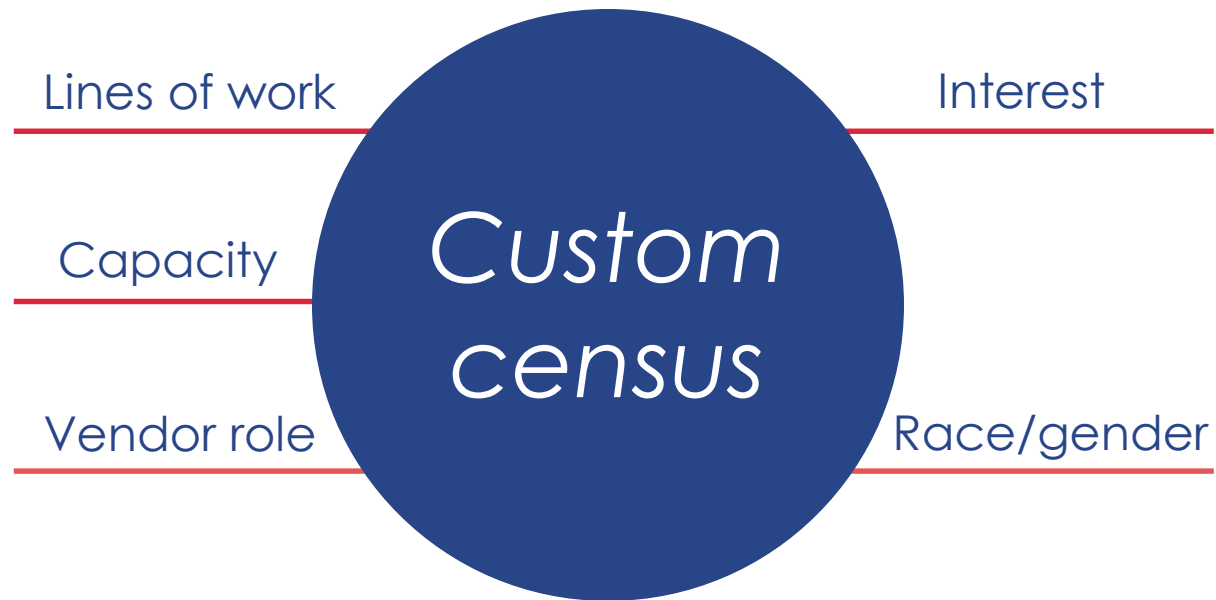 Lines of work
Interest
Capacity
Custom
census
Vendor role
Race/gender